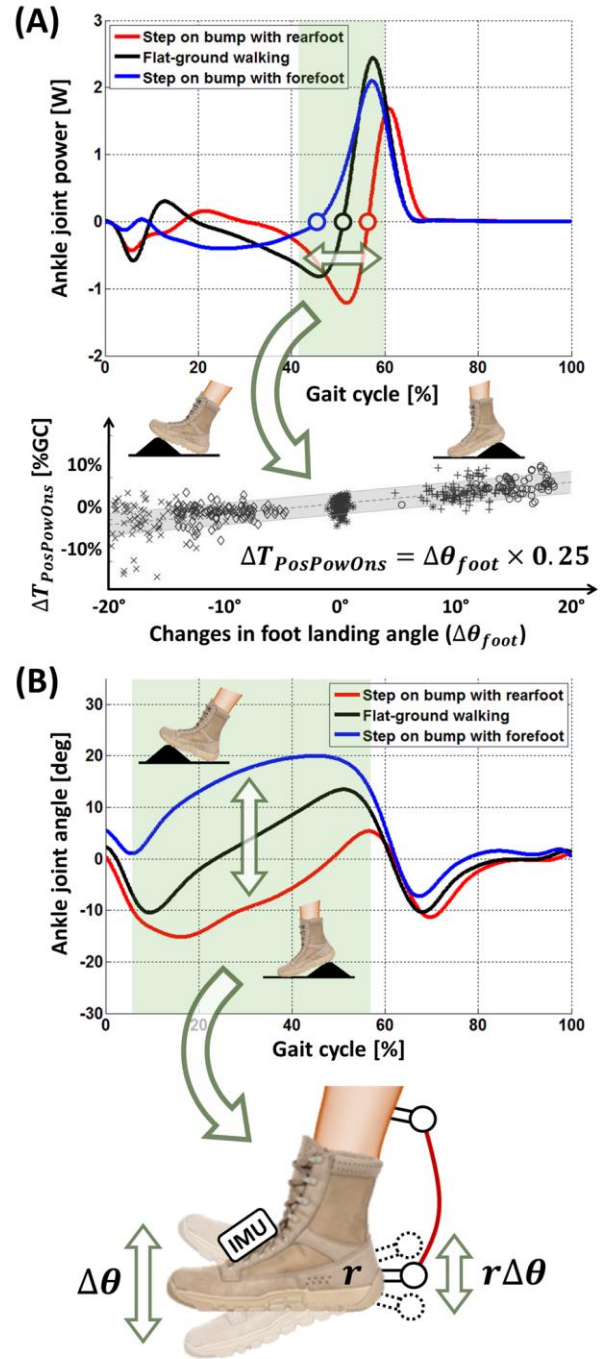 (A)
Step on bump with rearfoot
Flat-ground walking
Step on bump with forefoot
Ankle joint power [W]
3
2
1
0
-1
-2
0 20 40 60 80 100
Gait cycle [%]
ΔT_PosPowOns [%GC]
10%
0%
-10%
ΔT_PosPowOns = Δθ_foot × 0.25
-20° -10° 0° 10° 20°
Changes in foot landing angle (Δθ_foot)
(B)
Step on bump with rearfoot
Flat-ground walking
Step on bump with forefoot
Ankle joint angle [deg]
30
20
10
0
-10
-20
-30
0 20 40 60 80 100
Gait cycle [%]
IMU
Δθ
r
rΔθ